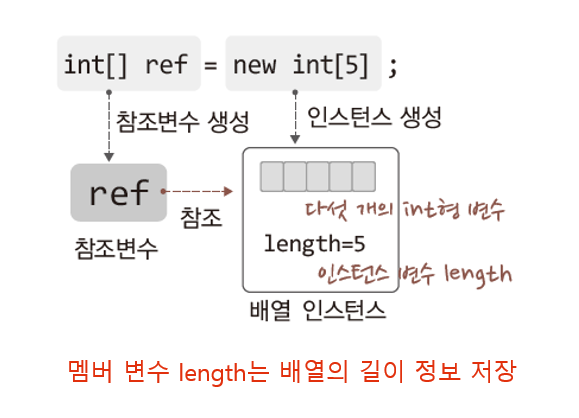 int[] ref = new int[5] ;
참조변수 생성
인스턴스 생성
ref
참조
참조변수
다섯 개의 int형 변수
length=5
인스턴스 변수 length
배열 인스턴스
멤버 변수 length는 배열의 길이 정보 저장